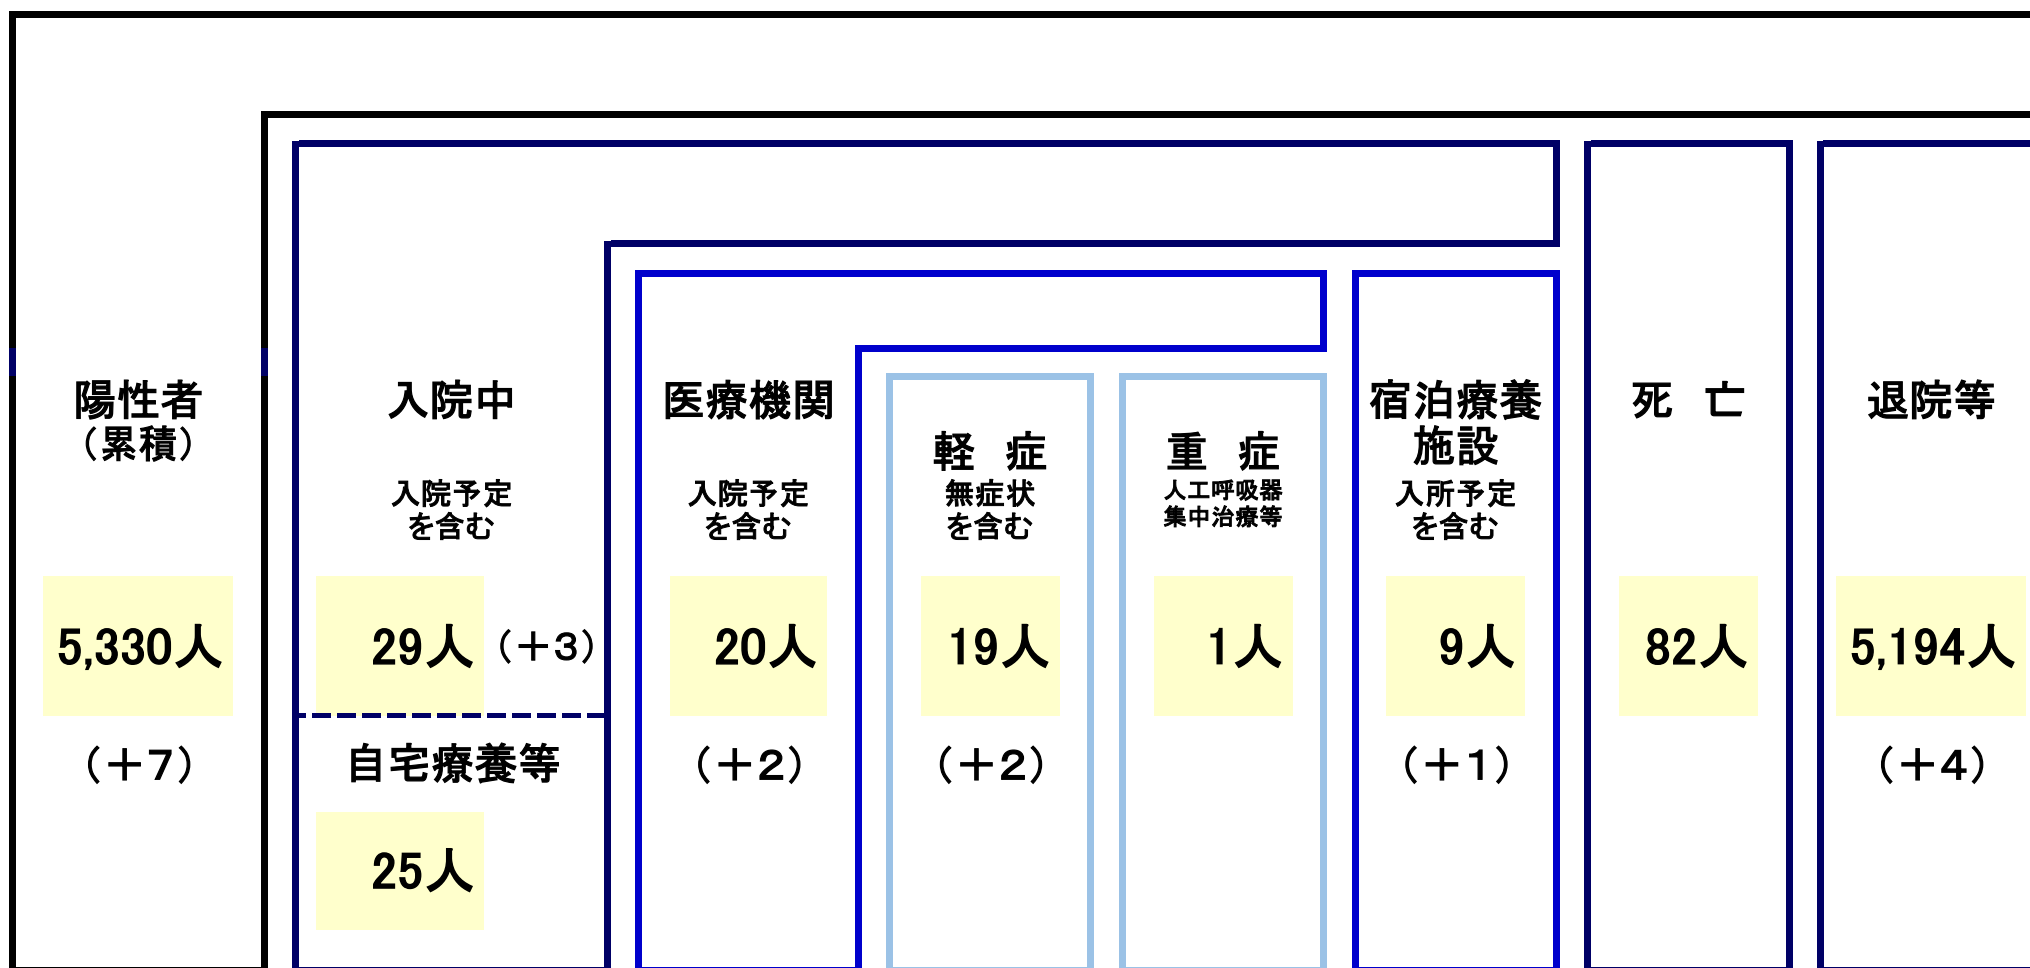 陽性者
（累積）
5,330人
（＋7）
入院中
入院予定
を含む
29人 （＋3）
自宅療養等
25人
医療機関
入院予定
を含む
20人
（＋2）
軽 症
無症状
を含む
19人
（＋2）
重 症
人工呼吸器
集中治療等
1人
宿泊療養
施設
入所予定
を含む
9人
（＋1）
死 亡
82人
退院等
5,194人
（＋4）